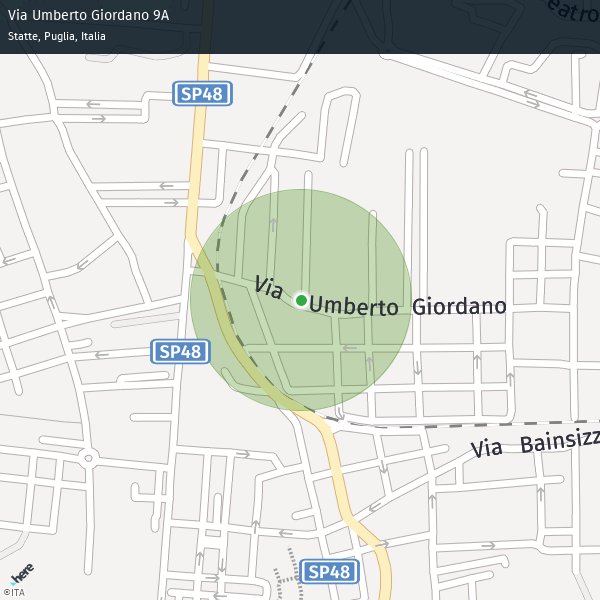 Via Umberto Giordano 9A
Statte, Puglia, Italia
eatro
SP48
Via Umberto Giordano
SP48
Via Bainsizz
SP48
here
©ITA